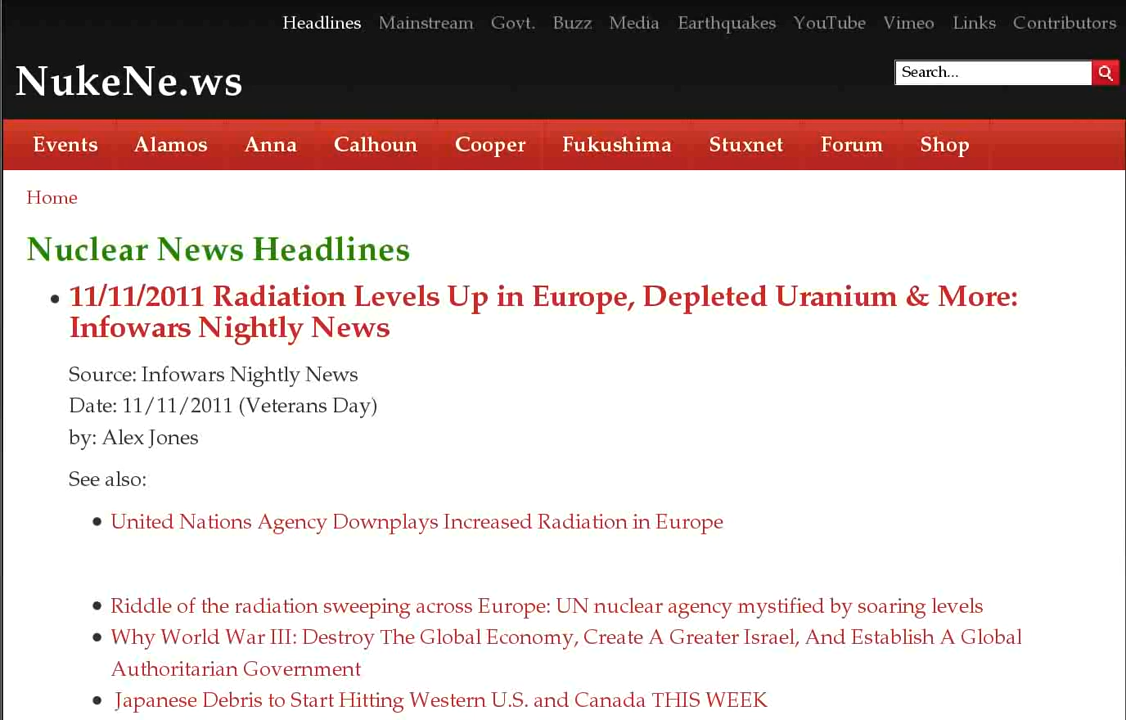 Headlines Mainstream Govt. Buzz Media Earthquakes YouTube Vimeo Links Contributors
NukeNe.ws
Search...
Events Alamos Anna Calhoun Cooper Fukushima Stuxnet Forum Shop
Home
Nuclear News Headlines
11/11/2011 Radiation Levels Up in Europe, Depleted Uranium & More:
Infowars Nightly News
Source: Infowars Nightly News
Date: 11/11/2011 (Veterans Day)
by: Alex Jones
See also:
United Nations Agency Downplays Increased Radiation in Europe
Riddle of the radiation sweeping across Europe: UN nuclear agency mystified by soaring levels
Why World War III: Destroy The Global Economy, Create A Greater Israel, And Establish A Global
Authoritarian Government
Japanese Debris to Start Hitting Western U.S. and Canada THIS WEEK